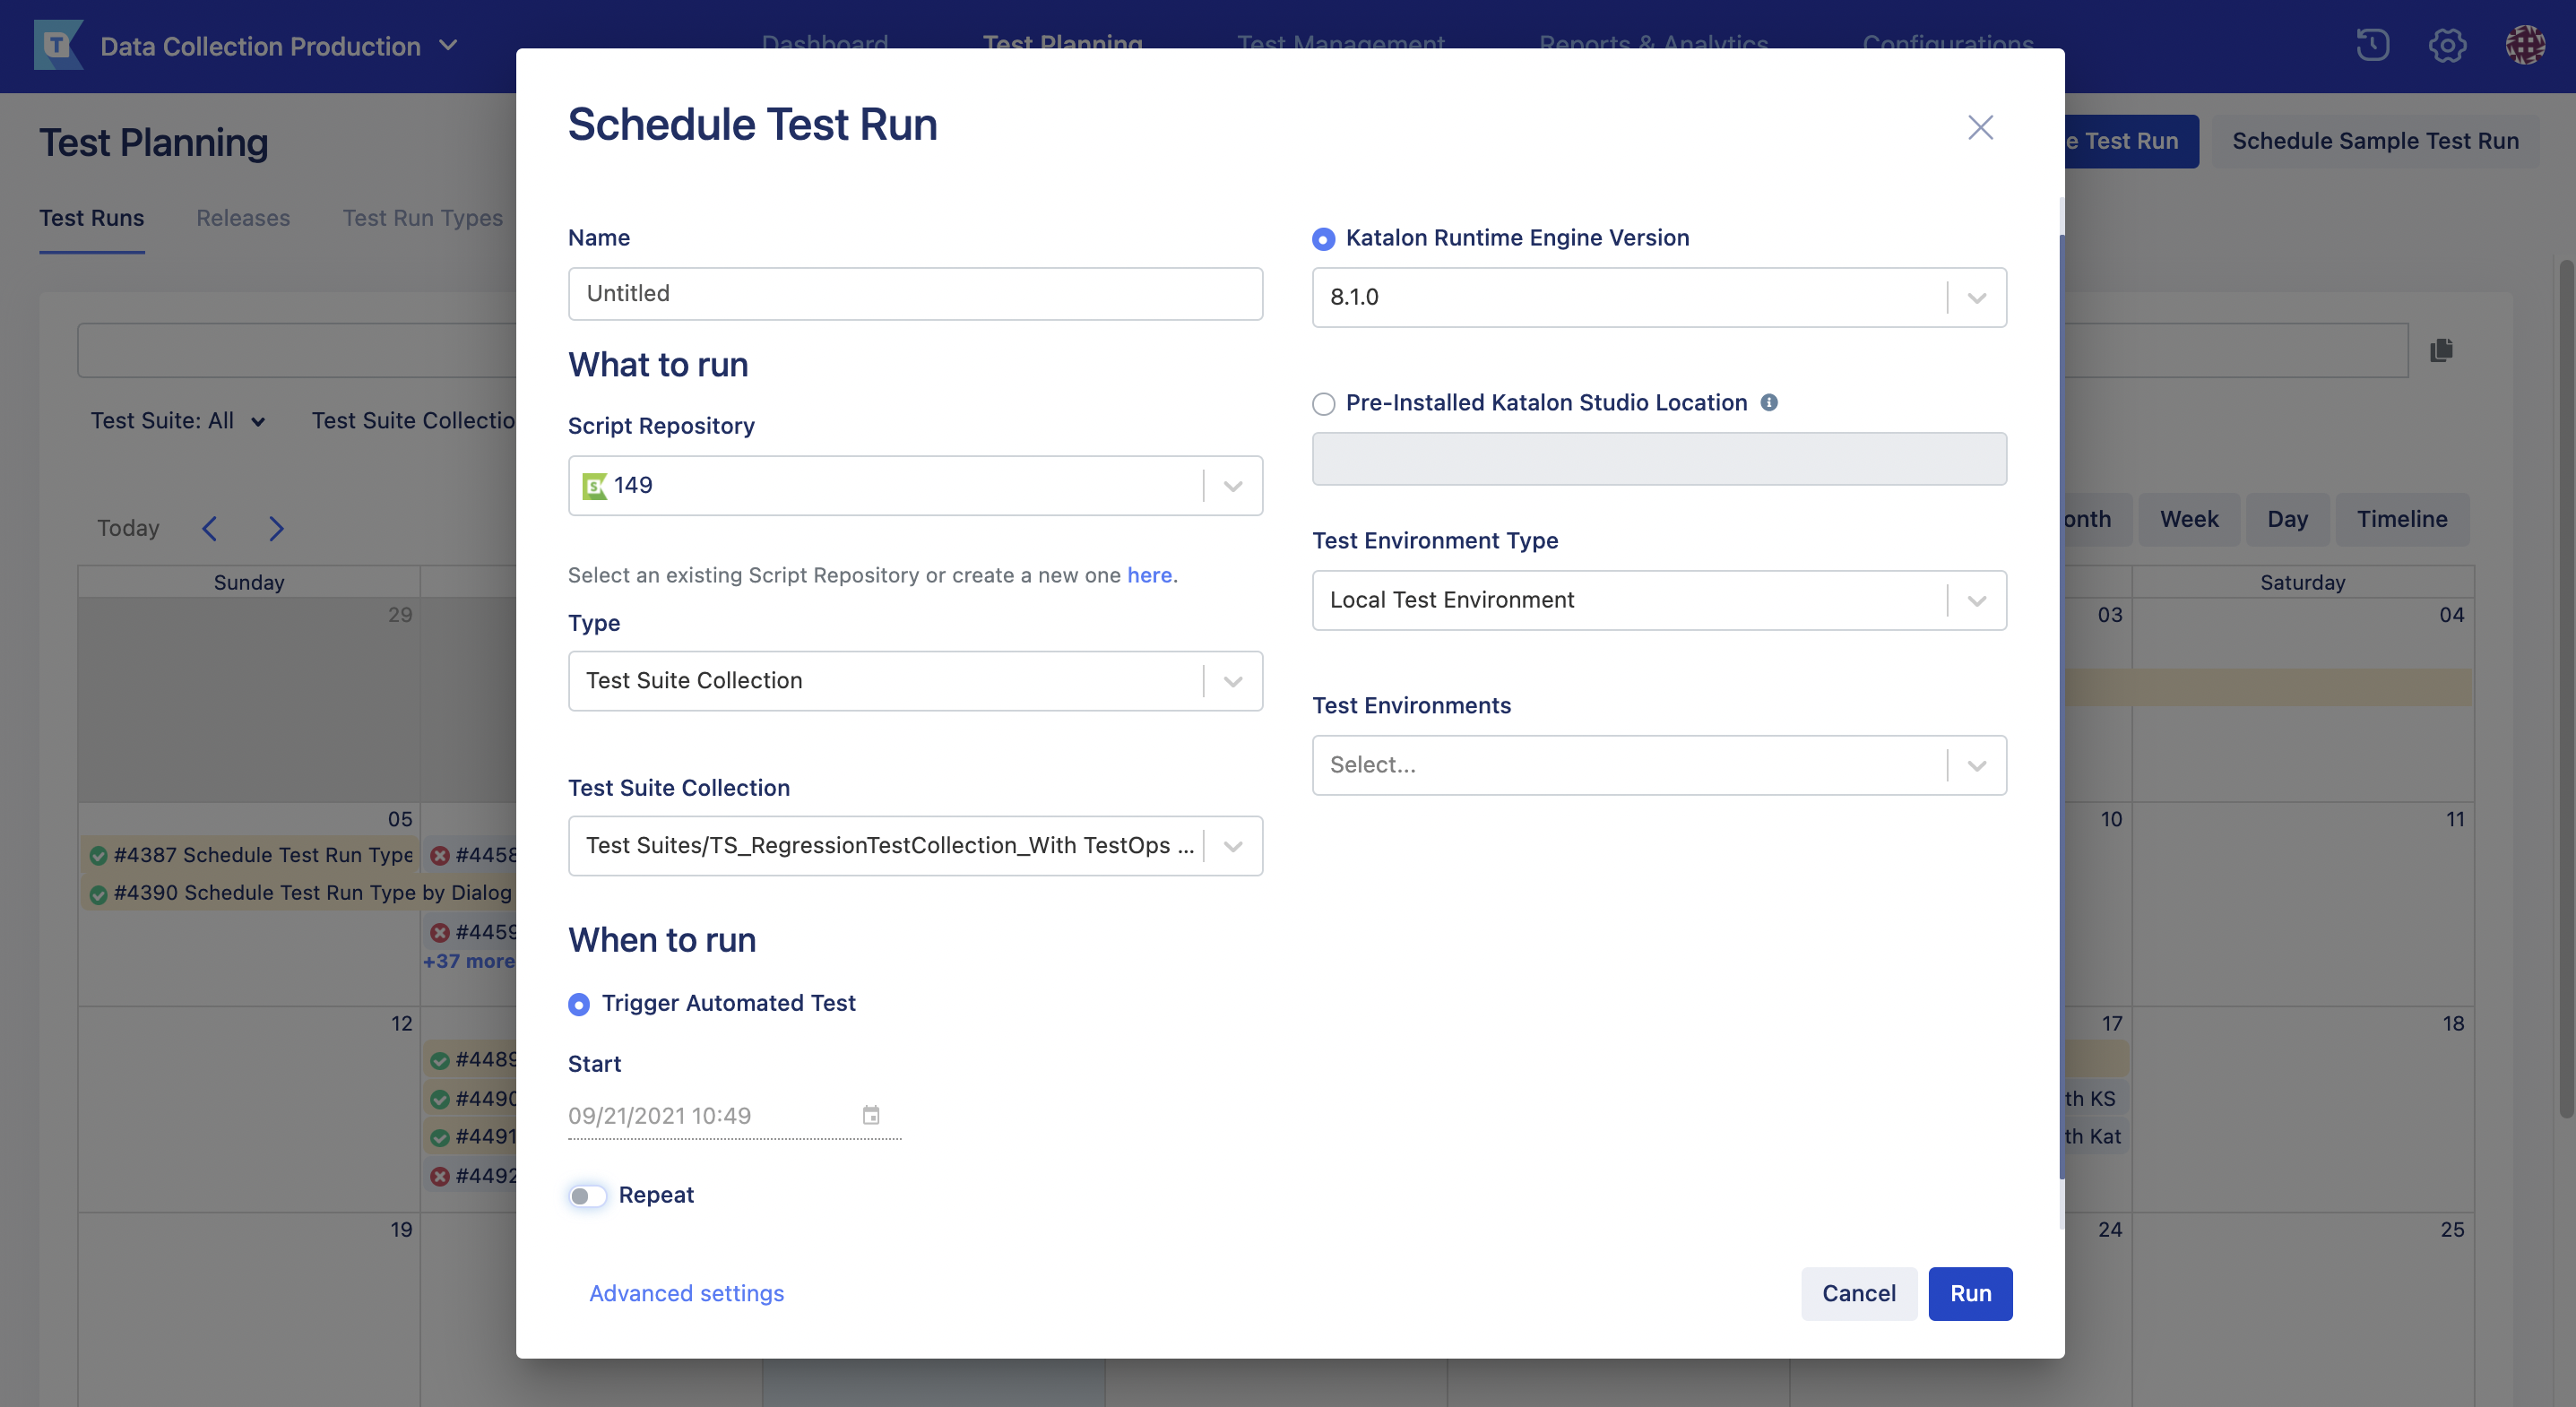 Data Collection Production
Dashboard
Test Planning
Test Management
Reports & Analytics
Configurations
Test Planning
e Test Run
Schedule Sample Test Run
Test Runs
Releases
Test Run Types
Test Suite: All
Test Suite Collectio
Today
onth
Week
Day
Timeline
Sunday
Saturday
29
03
04
05
10
11
#4387 Schedule Test Run Type
#4458
#4390 Schedule Test Run Type by Dialog
#4459
+37 more
12
17
18
#4489
#4490
th KS
#4491
th Kat
#4492
19
24
25
Schedule Test Run
Name
Untitled
What to run
Script Repository
149
Select an existing Script Repository or create a new one here.
Type
Test Suite Collection
Test Suite Collection
Test Suites/TS_RegressionTestCollection_With TestOps ...
When to run
Trigger Automated Test
Start
09/21/2021 10:49
Repeat
Katalon Runtime Engine Version
8.1.0
Pre-Installed Katalon Studio Location
Test Environment Type
Local Test Environment
Test Environments
Select...
Advanced settings
Cancel
Run